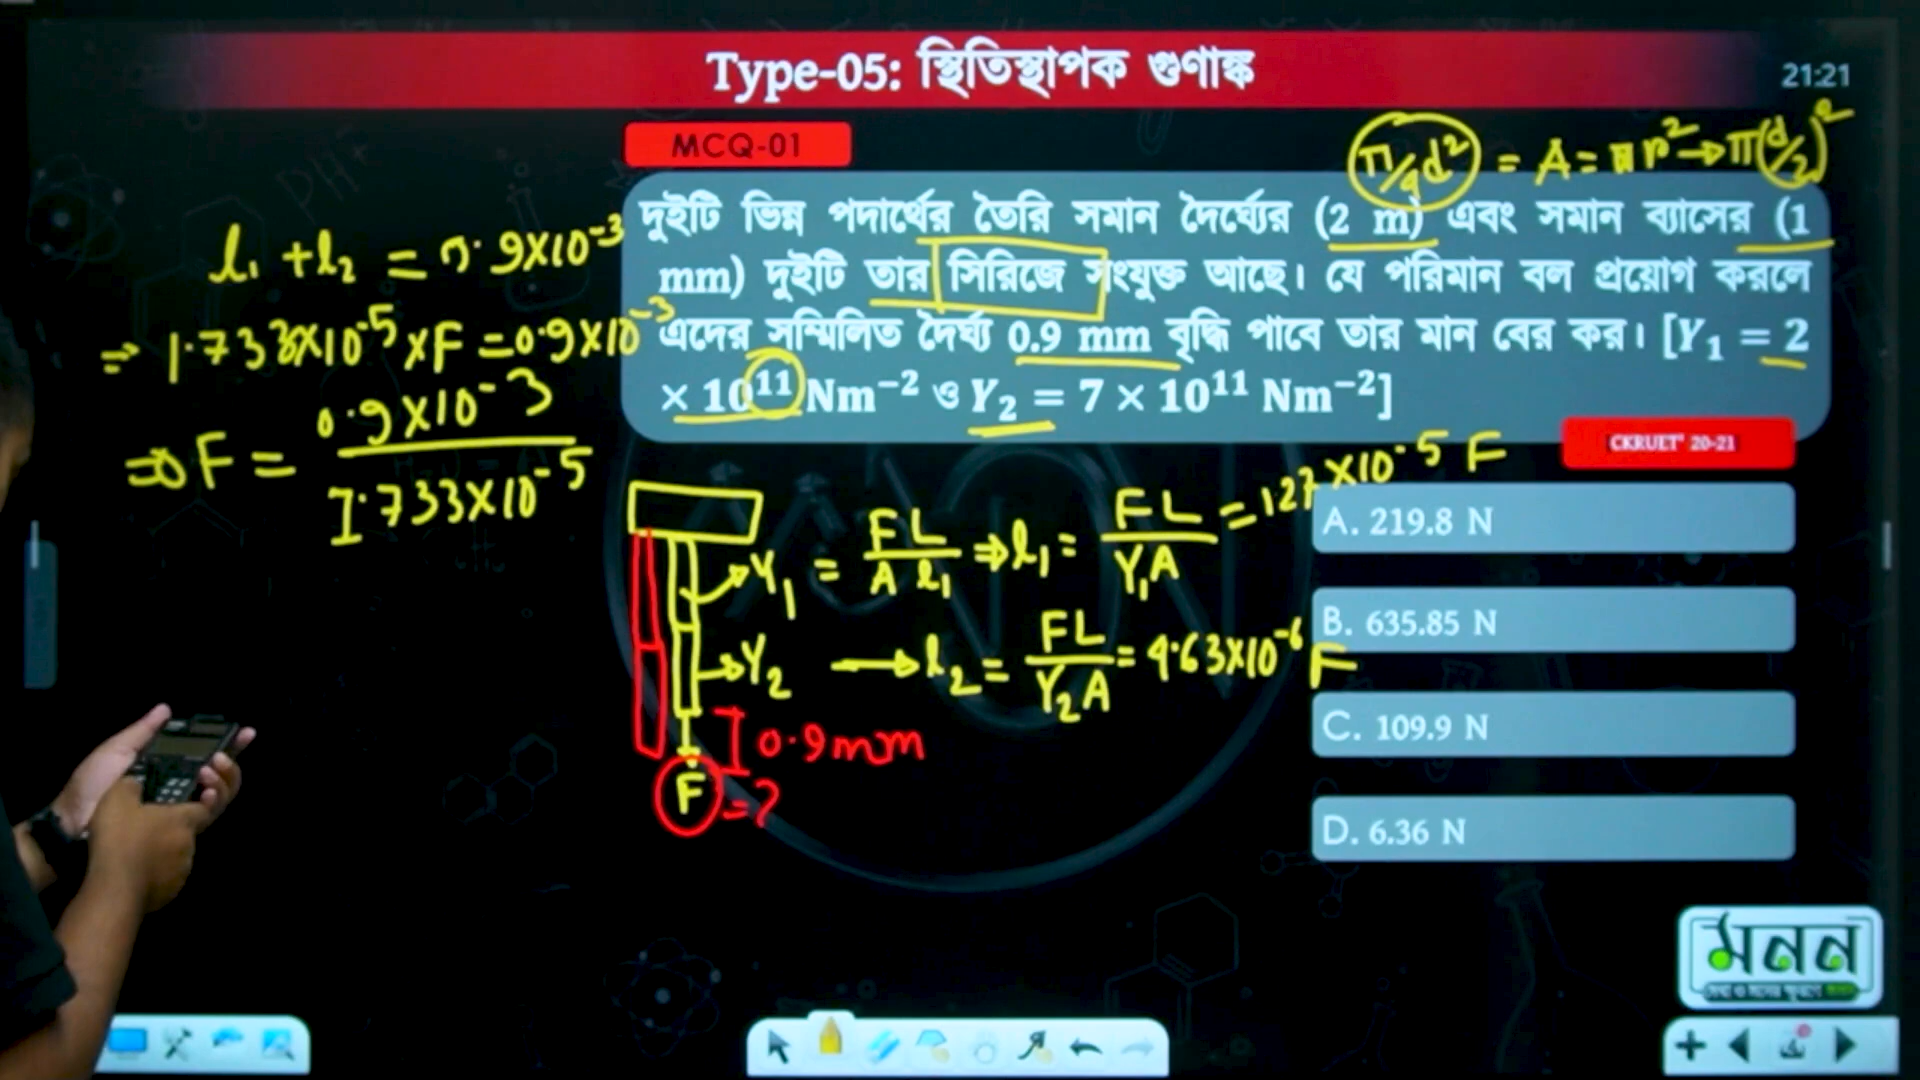 Type-05: স্থিতিস্থাপক গুণাঙ্ক
21:21
MCQ-01
π/4 d² = A = πr² → π(d/2)²
দুইটি ভিন্ন পদার্থের তৈরি সমান দৈর্ঘ্যের (2 m) এবং সমান ব্যাসের (1
mm) দুইটি তার সিরিজে সংযুক্ত আছে। যে পরিমান বল প্রয়োগ করলে
এদের সম্মিলিত দৈর্ঘ্য 0.9 mm বৃদ্ধি পাবে তার মান বের কর। [Y₁ = 2
× 10¹¹ Nm⁻² ও Y₂ = 7 × 10¹¹ Nm⁻²]
CKRUET' 20-21
l₁ + l₂ = 0.9×10⁻³
⇒ 1.733×10⁻⁵ × F = 0.9×10⁻³
⇒ F = 0.9×10⁻³ / 1.733×10⁻⁵
Y₁ = FL / A l₁ ⇒ l₁ = FL / Y₁A = 1.27×10⁻⁵ F
Y₂ → l₂ = FL / Y₂A = 4.63×10⁻⁶ F
0.9mm
F = ?
A. 219.8 N
B. 635.85 N
C. 109.9 N
D. 6.36 N
মনন